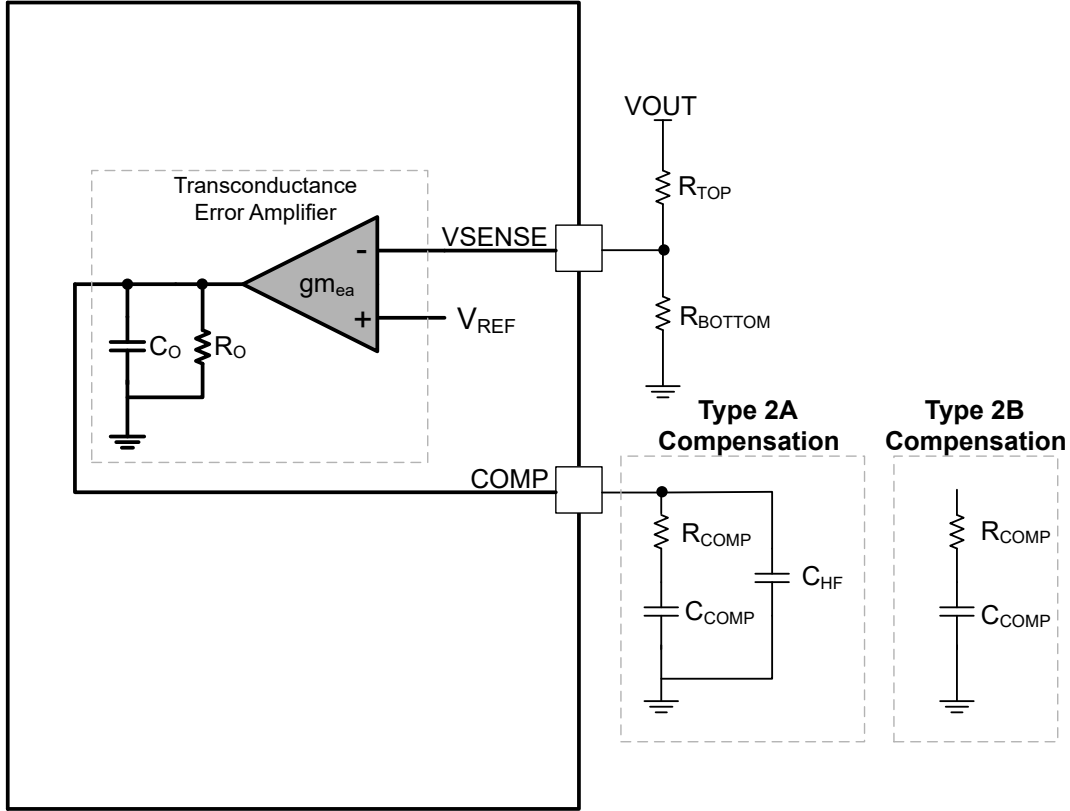 VOUT
R_TOP
Transconductance
Error Amplifier
VSENSE
-
gm_ea
+
V_REF
C_O
R_O
R_BOTTOM
Type 2A
Compensation
Type 2B
Compensation
COMP
R_COMP
C_HF
C_COMP
R_COMP
C_COMP